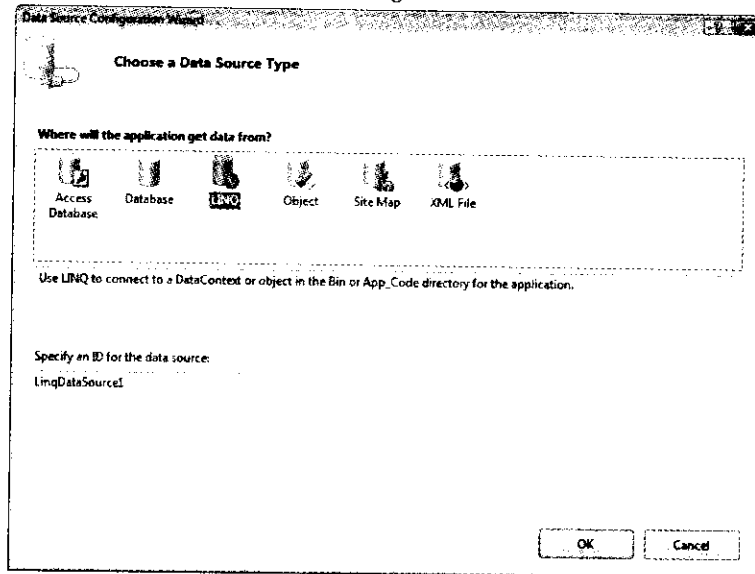 Data Source Configuration Wizard
Choose a Data Source Type
Where will the application get data from?
Access Database
Database
LINQ
Object
Site Map
XML File
Use LINQ to connect to a DataContext or object in the Bin or App_Code directory for the application.
Specify an ID for the data source:
LinqDataSource1
OK
Cancel